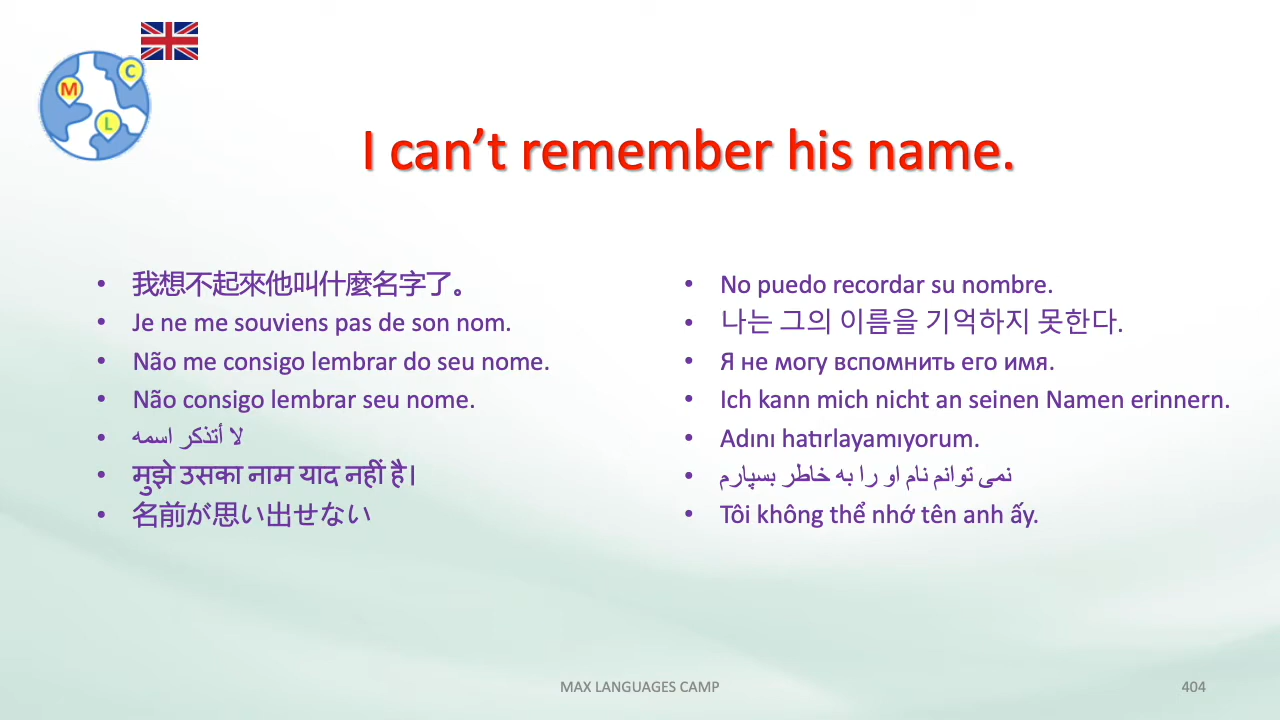 C
M
L
I can’t remember his name.
• 我想不起來他叫什麼名字了。
• Je ne me souviens pas de son nom.
• Não me consigo lembrar do seu nome.
• Não consigo lembrar seu nome.
• لا أتذكر اسمه
• मुझे उसका नाम याद नहीं है।
• 名前が思い出せない
• No puedo recordar su nombre.
• 나는 그의 이름을 기억하지 못한다.
• Я не могу вспомнить его имя.
• Ich kann mich nicht an seinen Namen erinnern.
• Adını hatırlayamıyorum.
• نمی توانم نام او را به خاطر بسپارم
• Tôi không thể nhớ tên anh ấy.
MAX LANGUAGES CAMP
404